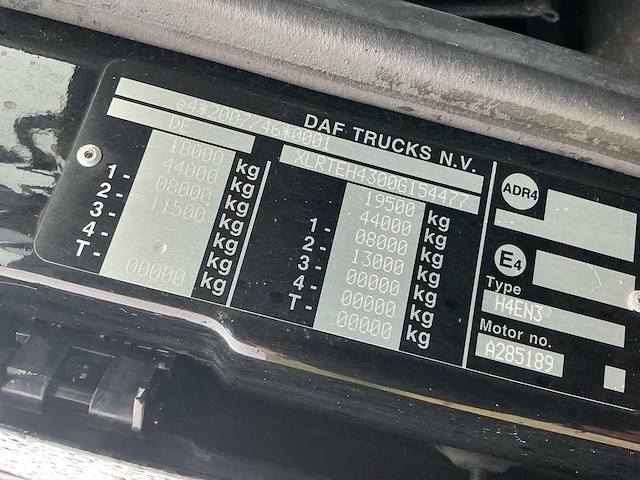 DAF TRUCKS N.V.
e4*2007/46*0001
DF XLRTEH4300G154477
18000 kg
44000 kg
1- 08000 kg
2- 11500 kg
3- kg
4- kg
T- 00000 kg
19500 kg
44000 kg
1- 08000 kg
2- 13000 kg
3- 00000 kg
4- 00000 kg
T- 00000 kg
ADR4
E4
Type
H4EN3
Motor no.
A285189